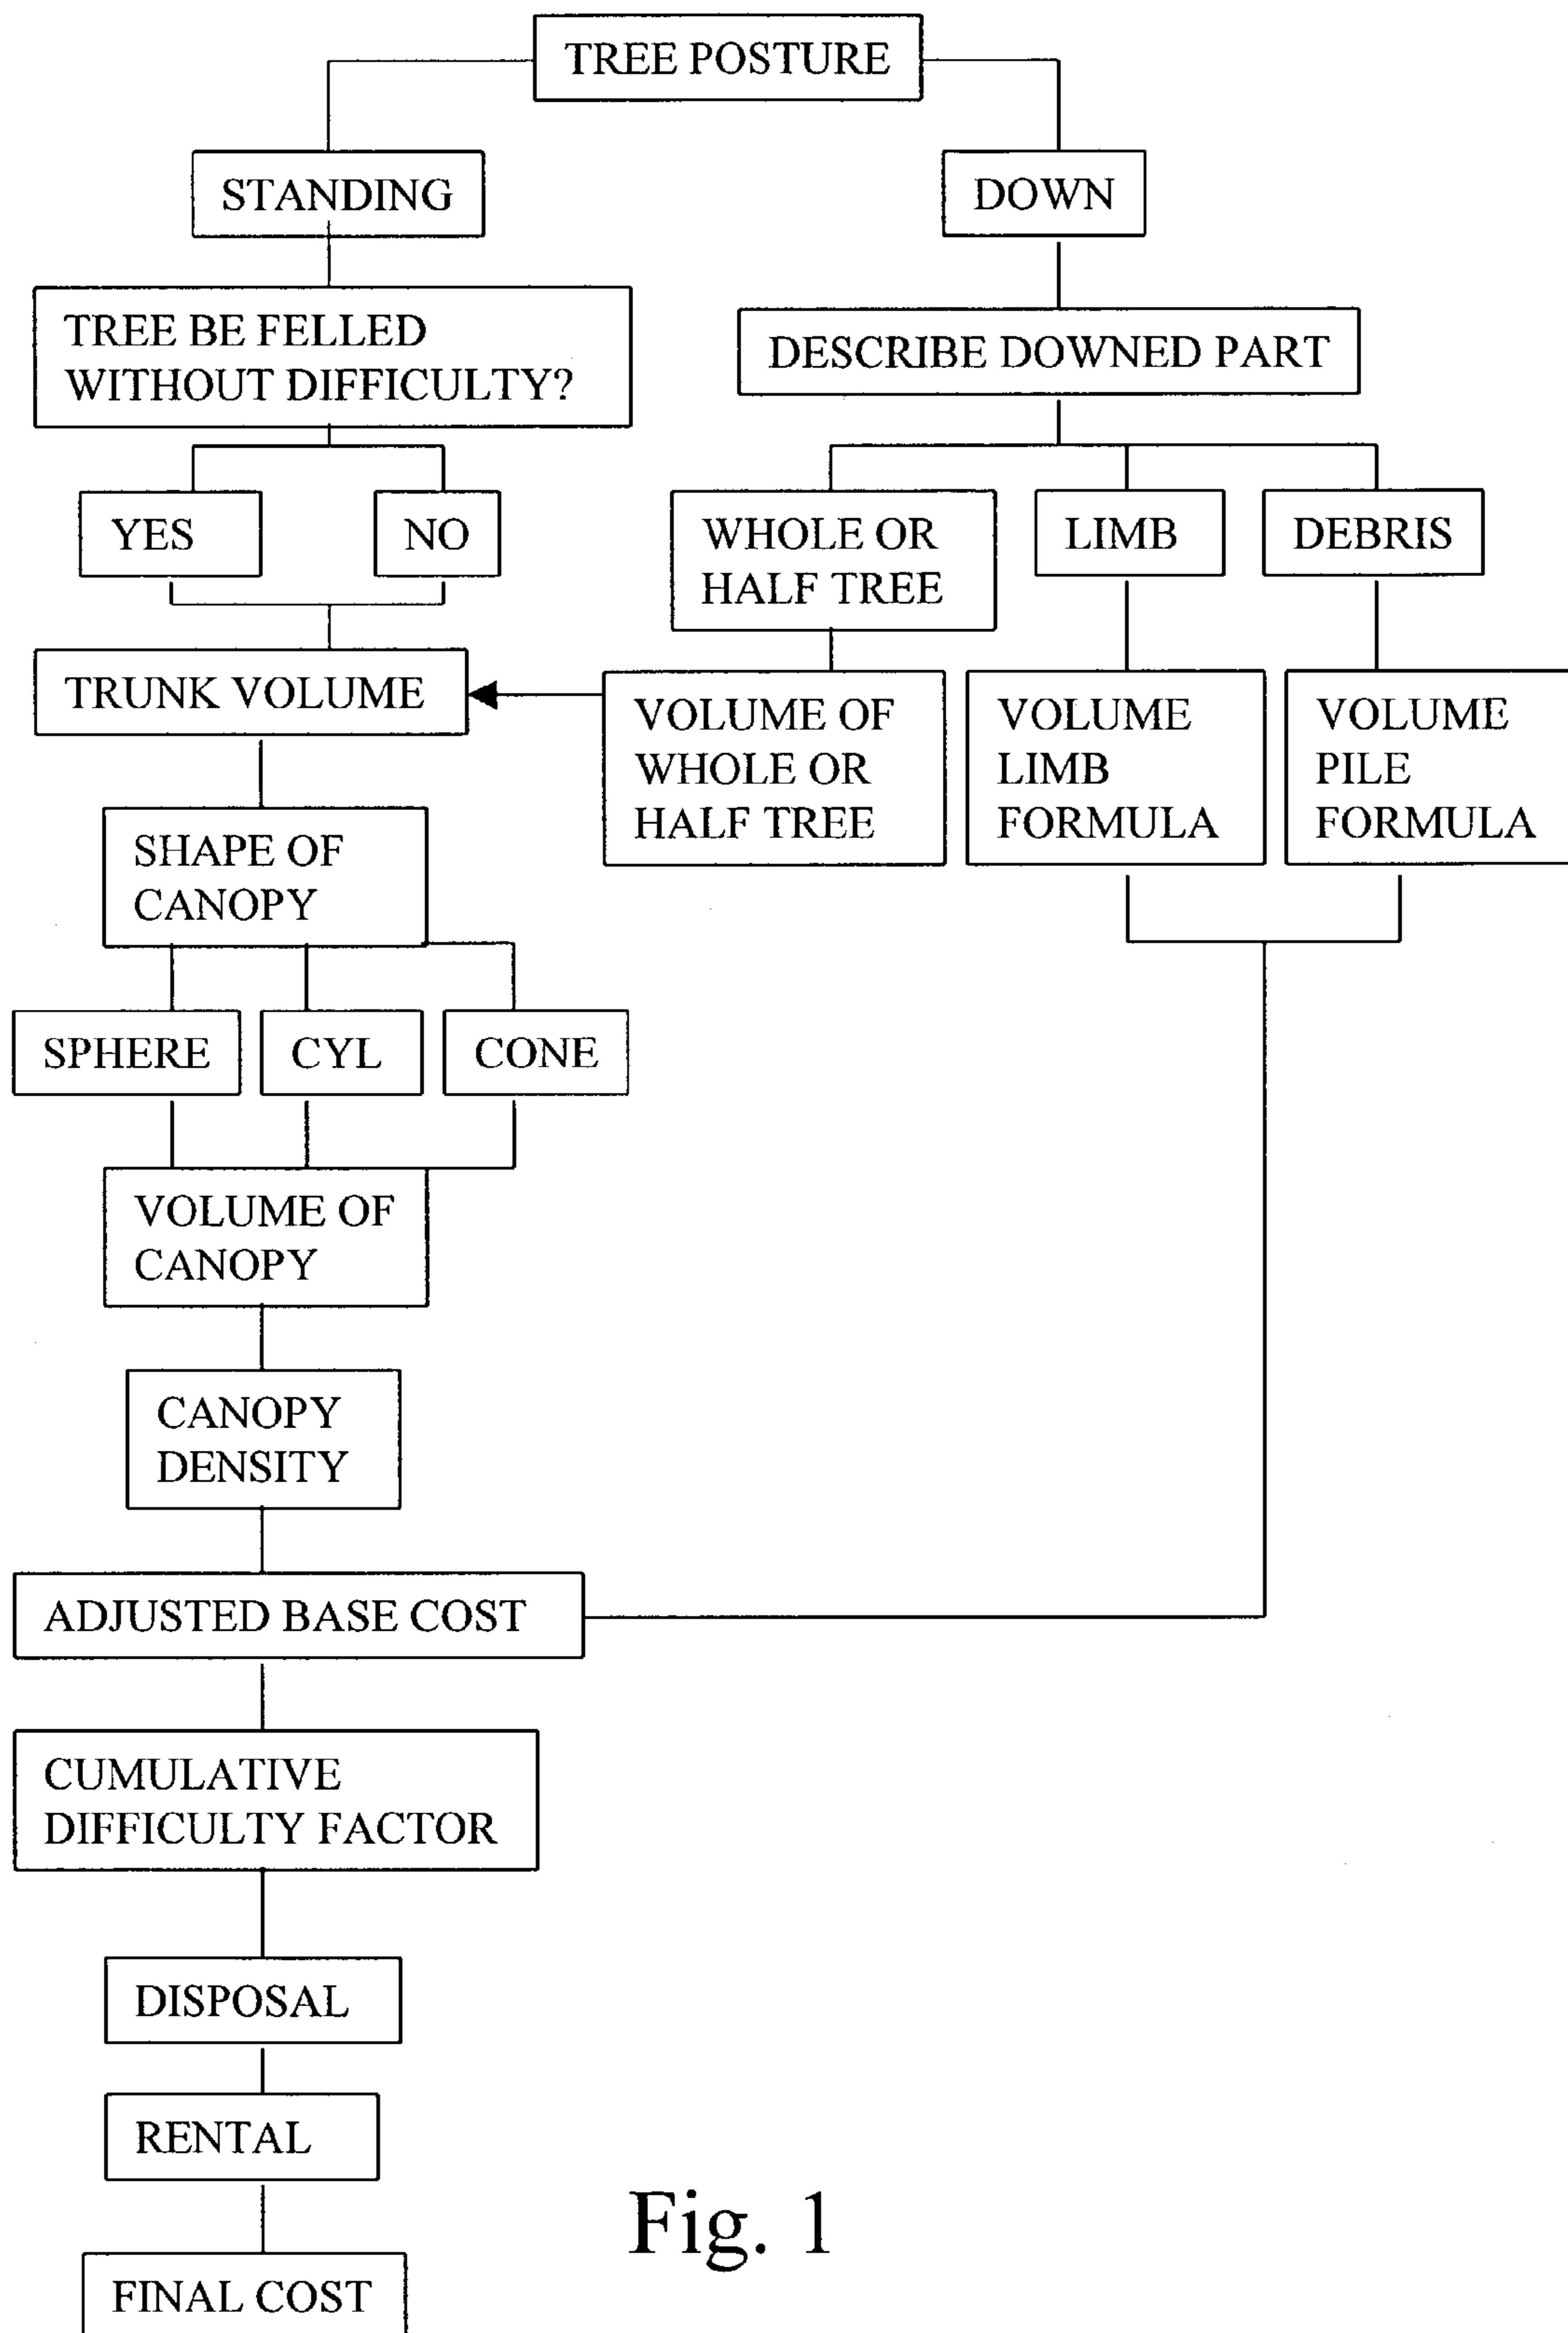 TREE POSTURE
STANDING
DOWN
TREE BE FELLED
WITHOUT DIFFICULTY?
DESCRIBE DOWNED PART
YES
NO
WHOLE OR
HALF TREE
LIMB
DEBRIS
TRUNK VOLUME
VOLUME OF
WHOLE OR
HALF TREE
VOLUME
LIMB
FORMULA
VOLUME
PILE
FORMULA
SHAPE OF
CANOPY
SPHERE
CYL
CONE
VOLUME OF
CANOPY
CANOPY
DENSITY
ADJUSTED BASE COST
CUMULATIVE
DIFFICULTY FACTOR
DISPOSAL
RENTAL
FINAL COST
Fig. 1